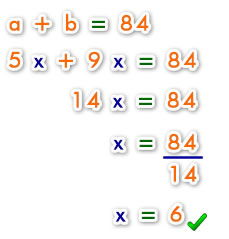 a + b = 84
5 x + 9 x = 84
14 x = 84
x = 84
14
x = 6 ✓